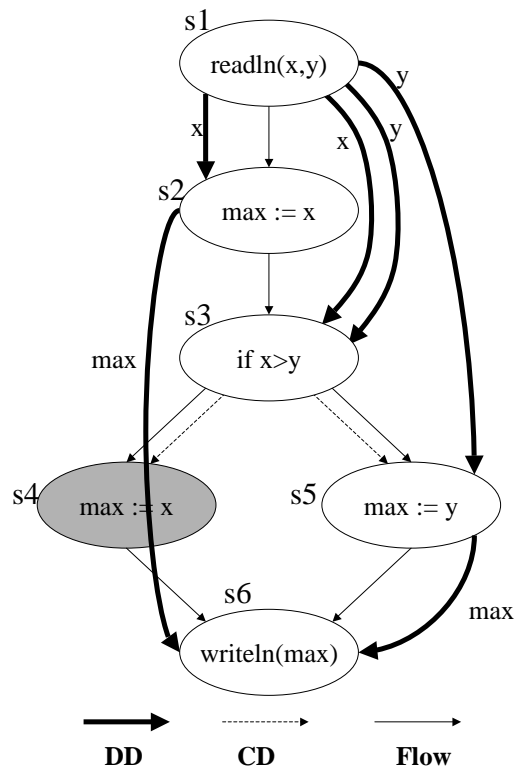 s1
readln(x,y)
y
x
x
y
s2
max := x
s3
max
if x>y
s4
max := x
s5
max := y
s6
max
writeln(max)
DD
CD
Flow